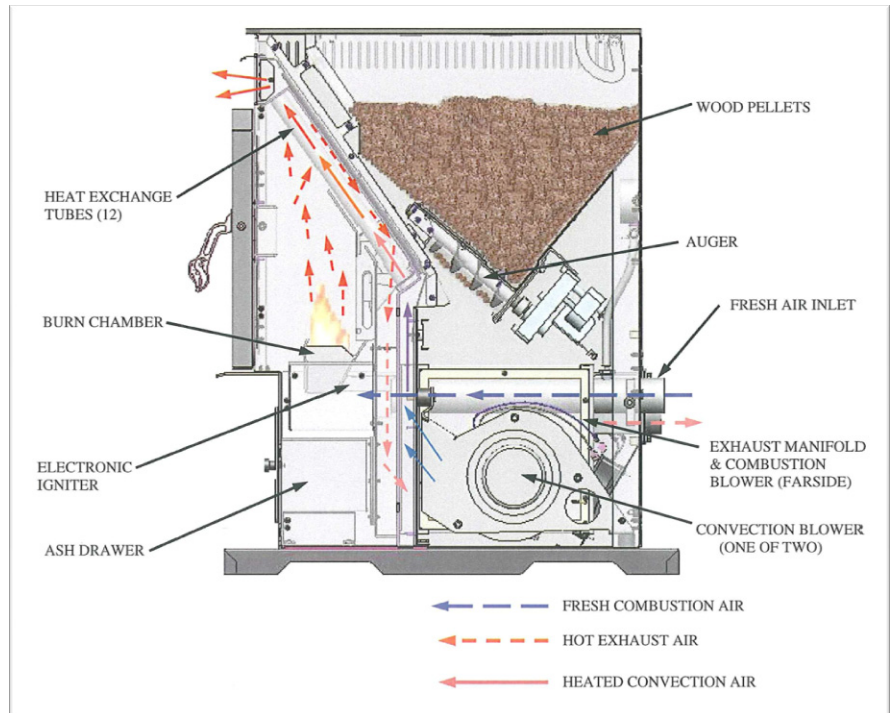 WOOD PELLETS
HEAT EXCHANGE
TUBES (12)
AUGER
FRESH AIR INLET
BURN CHAMBER
EXHAUST MANIFOLD
& COMBUSTION
BLOWER (FARSIDE)
ELECTRONIC
IGNITER
CONVECTION BLOWER
(ONE OF TWO)
ASH DRAWER
FRESH COMBUSTION AIR
HOT EXHAUST AIR
HEATED CONVECTION AIR